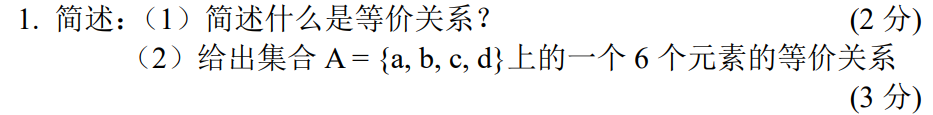 1. 简述：（1）简述什么是等价关系？ (2 分)
（2）给出集合 A = {a, b, c, d}上的一个 6 个元素的等价关系
(3 分)